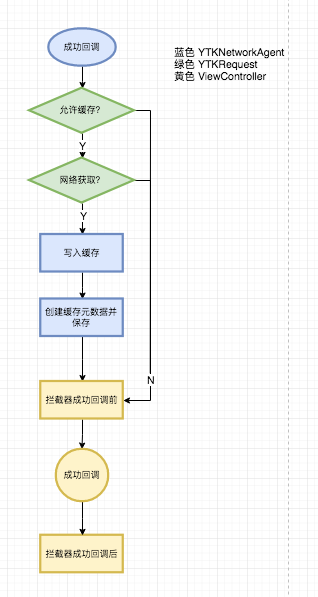 成功回调
蓝色 YTKNetworkAgent
绿色 YTKRequest
黄色 ViewController
允许缓存?
Y
网络获取?
Y
写入缓存
创建缓存元数据并
保存
N
拦截器成功回调前
成功回调
拦截器成功回调后